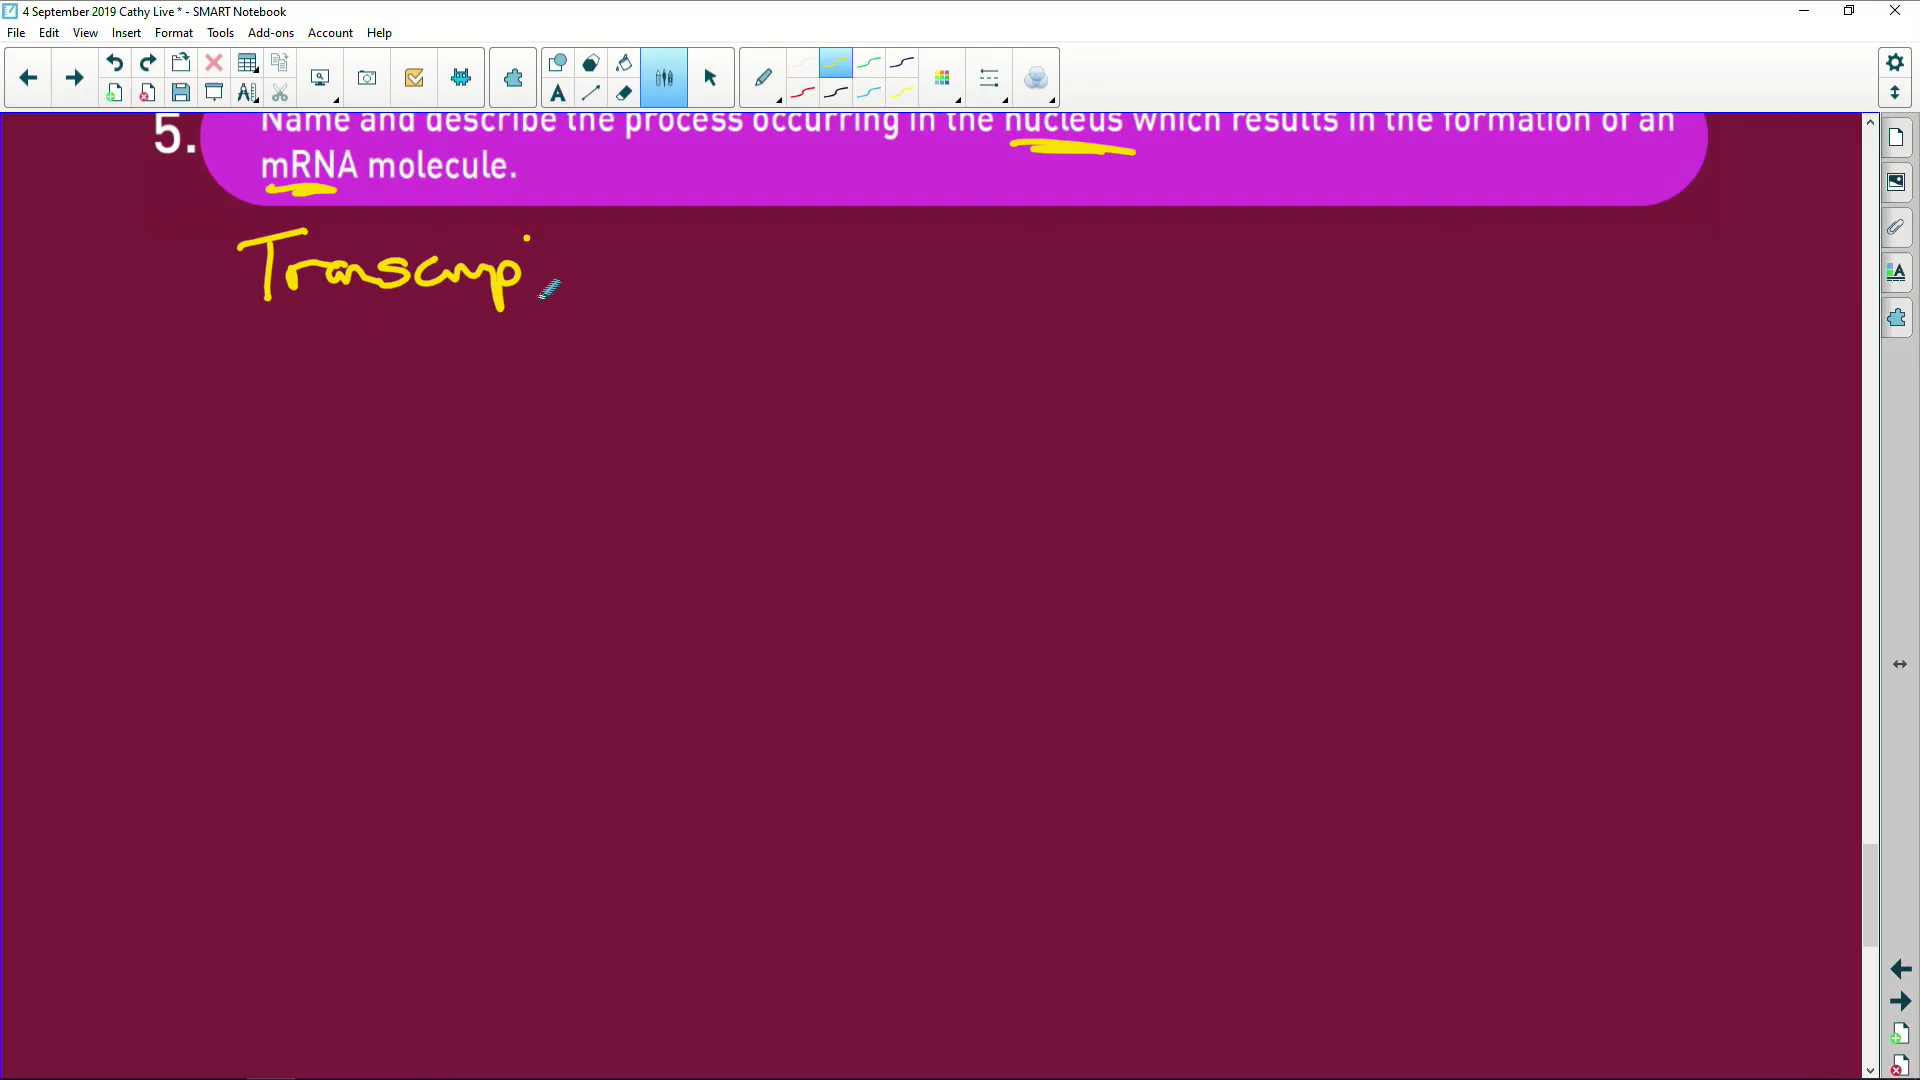 4 September 2019 Cathy Live * - SMART Notebook
File Edit View Insert Format Tools Add-ons Account Help
5. Name and describe the process occurring in the nucleus which results in the formation of an
mRNA molecule.
Transcrip